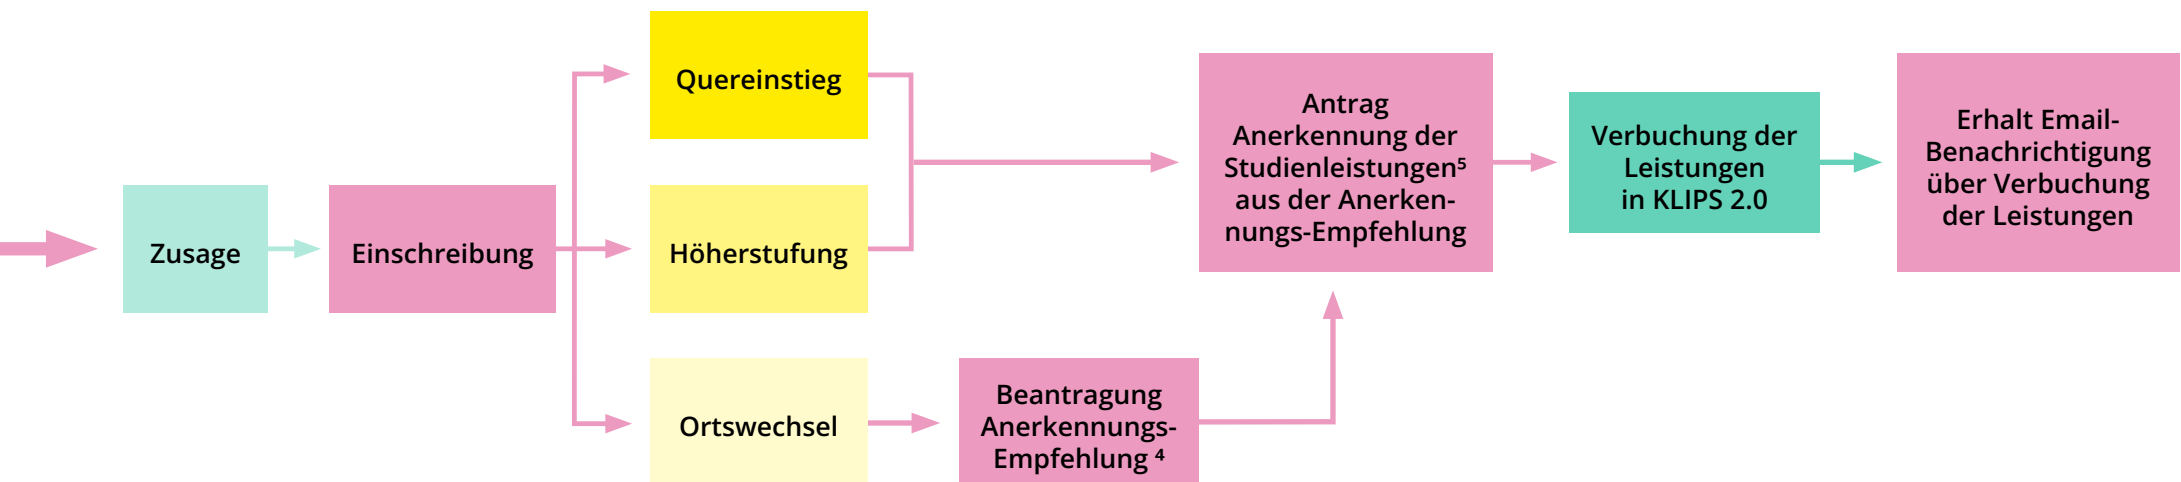 Zusage
Einschreibung
Quereinstieg
Höherstufung
Ortswechsel
Beantragung
Anerkennungs-
Empfehlung ⁴
Antrag
Anerkennung der
Studienleistungen⁵
aus der Anerken-
nungs-Empfehlung
Verbuchung der
Leistungen
in KLIPS 2.0
Erhalt Email-
Benachrichtigung
über Verbuchung
der Leistungen